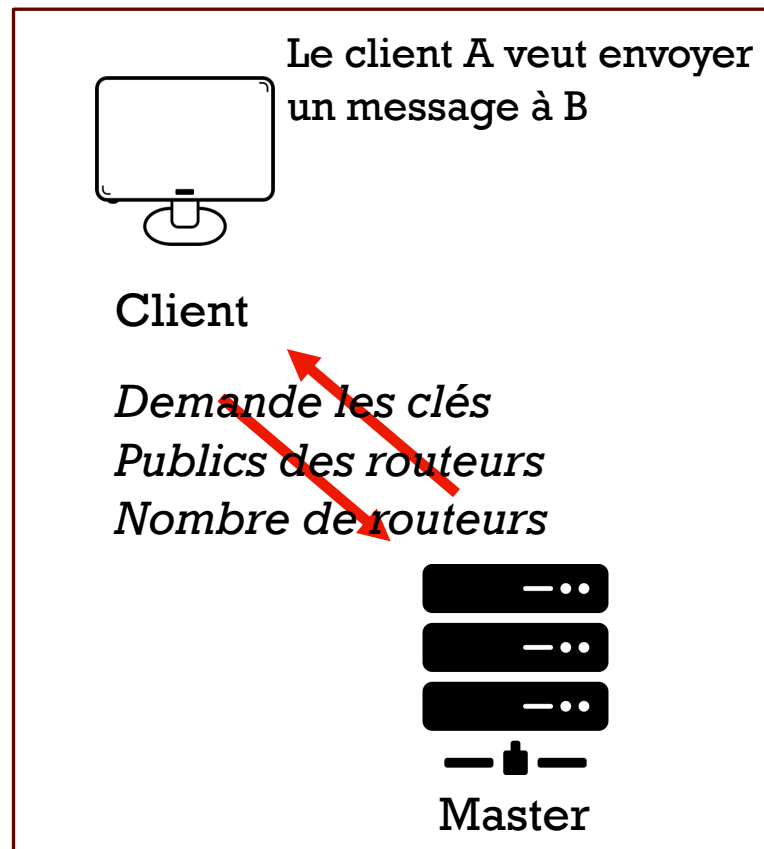 Le client A veut envoyer
un message à B
Client
Demande les clés
Publics des routeurs
Nombre de routeurs
Master